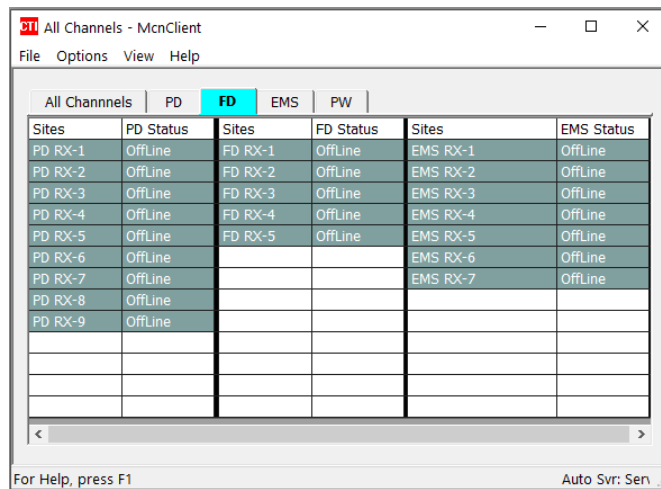 CTI All Channels - McnClient
File Options View Help
All Channnels PD FD EMS PW
Sites PD Status Sites FD Status Sites EMS Status
PD RX-1 OffLine FD RX-1 OffLine EMS RX-1 OffLine
PD RX-2 OffLine FD RX-2 OffLine EMS RX-2 OffLine
PD RX-3 OffLine FD RX-3 OffLine EMS RX-3 OffLine
PD RX-4 OffLine FD RX-4 OffLine EMS RX-4 OffLine
PD RX-5 OffLine FD RX-5 OffLine EMS RX-5 OffLine
PD RX-6 OffLine EMS RX-6 OffLine
PD RX-7 OffLine EMS RX-7 OffLine
PD RX-8 OffLine
PD RX-9 OffLine
For Help, press F1 Auto Svr: Serv